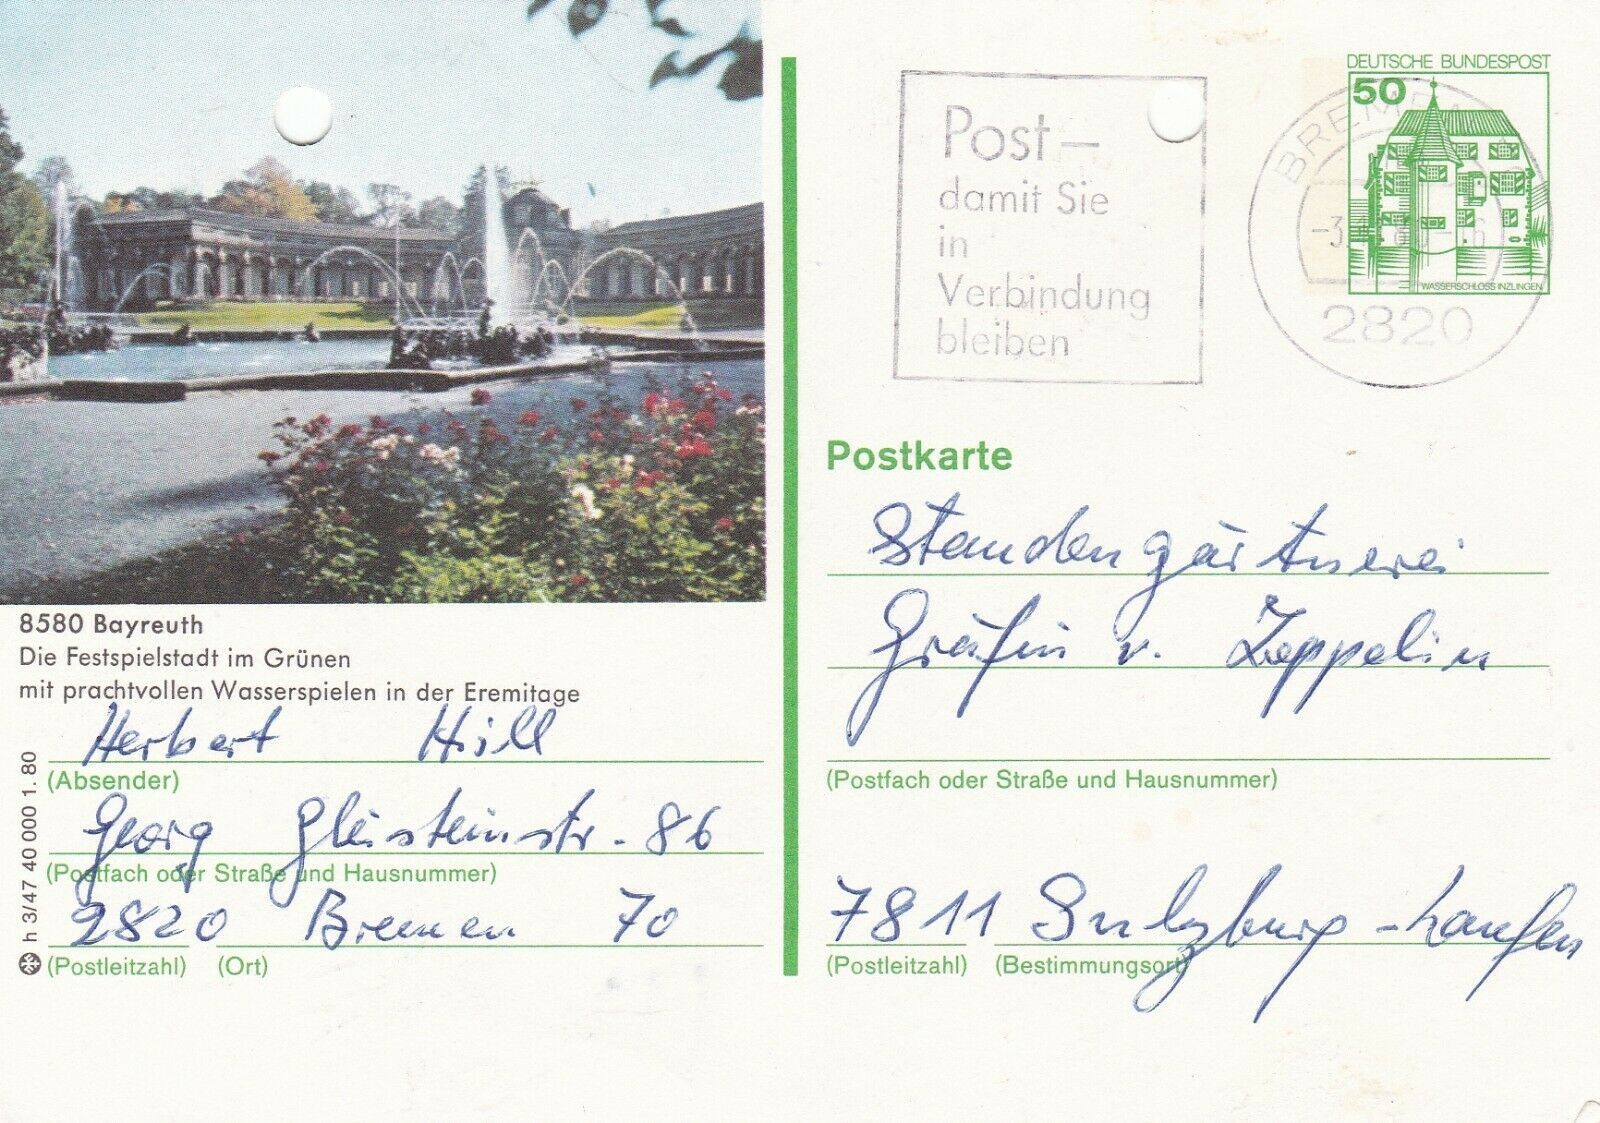 8580 Bayreuth
Die Festspielstadt im Grünen
mit prachtvollen Wasserspielen in der Eremitage
Herbert Hill
(Absender)
Georg Gleisteinstr. 86
(Postfach oder Straße und Hausnummer)
2820 Bremen 70
(Postleitzahl) (Ort)
h 3/47 40 000 1. 80
Post –
damit Sie
in
Verbindung
bleiben
BREMEN
2820
DEUTSCHE BUNDESPOST
50
WASSERSCHLOSS INZLINGEN
Postkarte
Staudengärtnerei
Gräfin v. Zeppelin
(Postfach oder Straße und Hausnummer)
7811 Sulzburg-Laufen
(Postleitzahl) (Bestimmungsort)